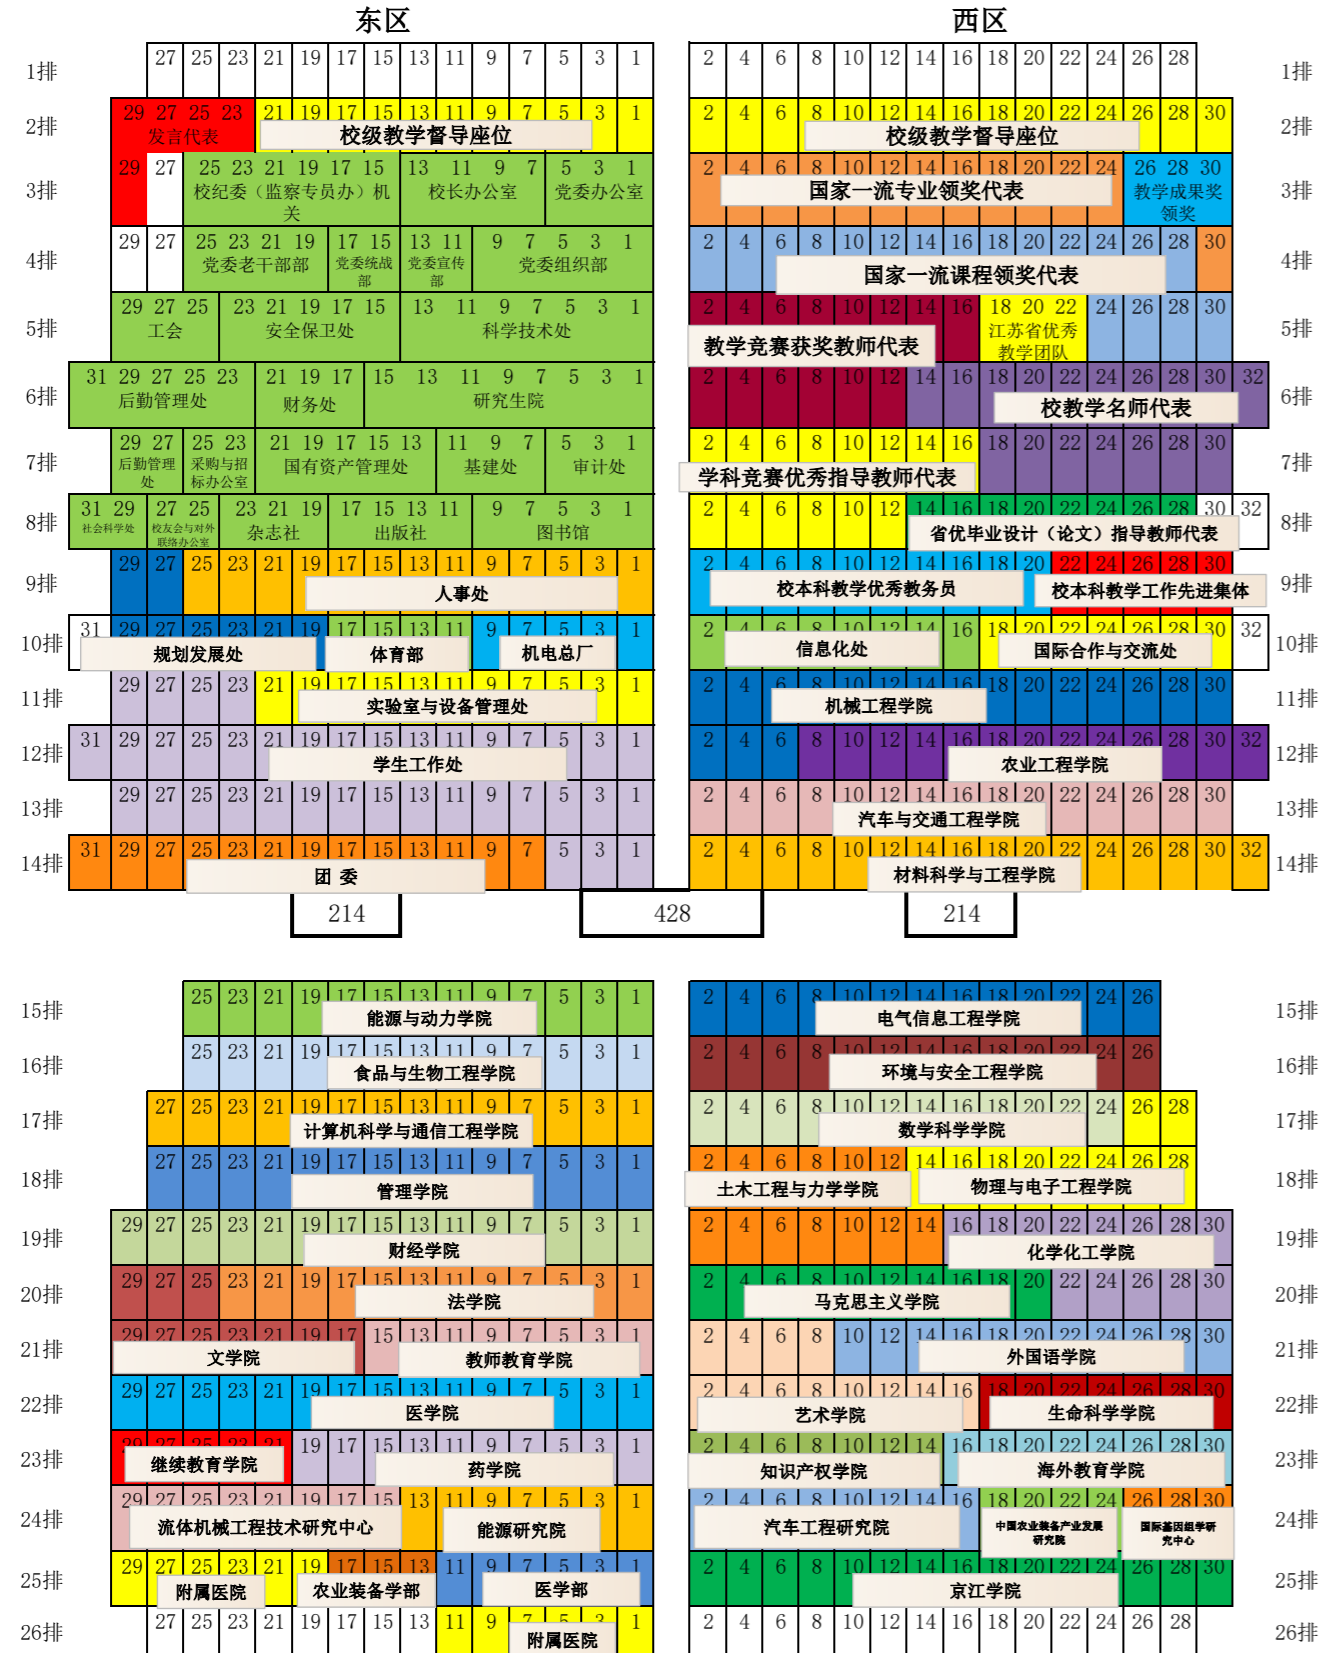 东区 西区
1排 27 25 23 21 19 17 15 13 11 9 7 5 3 1 2 4 6 8 10 12 14 16 18 20 22 24 26 28 1排
2排 29 27 25 23 21 19 17 15 13 11 9 7 5 3 1 2 4 6 8 10 12 14 16 18 20 22 24 26 28 30 2排
发言代表 校级教学督导座位 校级教学督导座位
3排 29 27 25 23 21 19 17 15 13 11 9 7 5 3 1 2 4 6 8 10 12 14 16 18 20 22 24 26 28 30 3排
校纪委（监察专员办）机 校长办公室 党委办公室 国家一流专业领奖代表 教学成果奖
关 领奖
4排 29 27 25 23 21 19 17 15 13 11 9 7 5 3 1 2 4 6 8 10 12 14 16 18 20 22 24 26 28 30 4排
党委老干部部 党委统战 党委宣传 党委组织部 国家一流课程领奖代表
部 部
5排 29 27 25 23 21 19 17 15 13 11 9 7 5 3 1 2 4 6 8 10 12 14 16 18 20 22 24 26 28 30 5排
工会 安全保卫处 科学技术处 教学竞赛获奖教师代表 江苏省优秀
教学团队
6排 31 29 27 25 23 21 19 17 15 13 11 9 7 5 3 1 2 4 6 8 10 12 14 16 18 20 22 24 26 28 30 32 6排
后勤管理处 财务处 研究生院 校教学名师代表
7排 29 27 25 23 21 19 17 15 13 11 9 7 5 3 1 2 4 6 8 10 12 14 16 18 20 22 24 26 28 30 7排
后勤管理 采购与招 国有资产管理处 基建处 审计处 学科竞赛优秀指导教师代表
处 标办公室
8排 31 29 27 25 23 21 19 17 15 13 11 9 7 5 3 1 2 4 6 8 10 12 14 16 18 20 22 24 26 28 30 32 8排
社会科学处 校友会与对外 杂志社 出版社 图书馆 省优毕业设计（论文）指导教师代表
联络办公室
9排 29 27 25 23 21 19 17 15 13 11 9 7 5 3 1 2 4 6 8 10 12 14 16 18 20 22 24 26 28 30 9排
人事处 校本科教学优秀教务员 校本科教学工作先进集体
10排 31 29 27 25 23 21 19 17 15 13 11 9 7 5 3 1 2 4 6 8 10 12 14 16 18 20 22 24 26 28 30 32 10排
规划发展处 体育部 机电总厂 信息化处 国际合作与交流处
11排 29 27 25 23 21 19 17 15 13 11 9 7 5 3 1 2 4 6 8 10 12 14 16 18 20 22 24 26 28 30 11排
实验室与设备管理处 机械工程学院
12排 31 29 27 25 23 21 19 17 15 13 11 9 7 5 3 1 2 4 6 8 10 12 14 16 18 20 22 24 26 28 30 32 12排
学生工作处 农业工程学院
13排 29 27 25 23 21 19 17 15 13 11 9 7 5 3 1 2 4 6 8 10 12 14 16 18 20 22 24 26 28 30 13排
汽车与交通工程学院
14排 31 29 27 25 23 21 19 17 15 13 11 9 7 5 3 1 2 4 6 8 10 12 14 16 18 20 22 24 26 28 30 32 14排
团 委 材料科学与工程学院
214 428 214
15排 25 23 21 19 17 15 13 11 9 7 5 3 1 2 4 6 8 10 12 14 16 18 20 22 24 26 15排
能源与动力学院 电气信息工程学院
16排 25 23 21 19 17 15 13 11 9 7 5 3 1 2 4 6 8 10 12 14 16 18 20 22 24 26 16排
食品与生物工程学院 环境与安全工程学院
17排 27 25 23 21 19 17 15 13 11 9 7 5 3 1 2 4 6 8 10 12 14 16 18 20 22 24 26 28 17排
计算机科学与通信工程学院 数学科学学院
18排 27 25 23 21 19 17 15 13 11 9 7 5 3 1 2 4 6 8 10 12 14 16 18 20 22 24 26 28 18排
管理学院 土木工程与力学学院 物理与电子工程学院
19排 29 27 25 23 21 19 17 15 13 11 9 7 5 3 1 2 4 6 8 10 12 14 16 18 20 22 24 26 28 30 19排
财经学院 化学化工学院
20排 29 27 25 23 21 19 17 15 13 11 9 7 5 3 1 2 4 6 8 10 12 14 16 18 20 22 24 26 28 30 20排
法学院 马克思主义学院
21排 29 27 25 23 21 19 17 15 13 11 9 7 5 3 1 2 4 6 8 10 12 14 16 18 20 22 24 26 28 30 21排
文学院 教师教育学院 外国语学院
22排 29 27 25 23 21 19 17 15 13 11 9 7 5 3 1 2 4 6 8 10 12 14 16 18 20 22 24 26 28 30 22排
医学院 艺术学院 生命科学学院
23排 29 27 25 23 21 19 17 15 13 11 9 7 5 3 1 2 4 6 8 10 12 14 16 18 20 22 24 26 28 30 23排
继续教育学院 药学院 知识产权学院 海外教育学院
24排 29 27 25 23 21 19 17 15 13 11 9 7 5 3 1 2 4 6 8 10 12 14 16 18 20 22 24 26 28 30 24排
流体机械工程技术研究中心 能源研究院 汽车工程研究院 中国农业装备产业发展 国际基因组学研
研究院 究中心
25排 29 27 25 23 21 19 17 15 13 11 9 7 5 3 1 2 4 6 8 10 12 14 16 18 20 22 24 26 28 30 25排
附属医院 农业装备学部 医学部 京江学院
26排 27 25 23 21 19 17 15 13 11 9 7 5 3 1 2 4 6 8 10 12 14 16 18 20 22 24 26 28 26排
附属医院